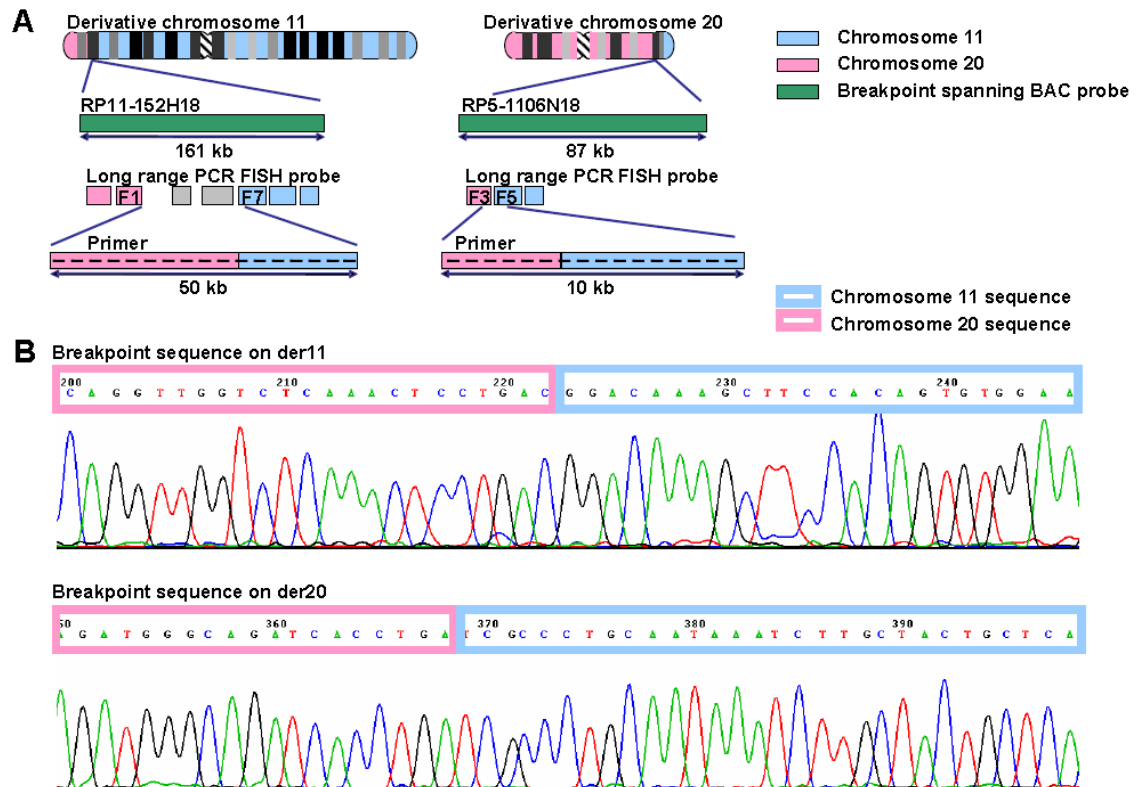 A
Derivative chromosome 11
Derivative chromosome 20
Chromosome 11
Chromosome 20
Breakpoint spanning BAC probe
RP11-152H18
RP5-1106N18
161 kb
87 kb
Long range PCR FISH probe
Long range PCR FISH probe
F1
F7
F3
F5
Primer
Primer
50 kb
10 kb
Chromosome 11 sequence
Chromosome 20 sequence
B
Breakpoint sequence on der11
200 210 220 230 240
C A G G T T G G T C T C A A A C T C C T G A C G G A C A A A G C T T C C A C A G T G T G G A A
Breakpoint sequence on der20
50 360 370 380 390
A G A T G G G C A G A T C A C C T G A T C G C C C T G C A A T A A A T C T T G C T A C T G C T C A